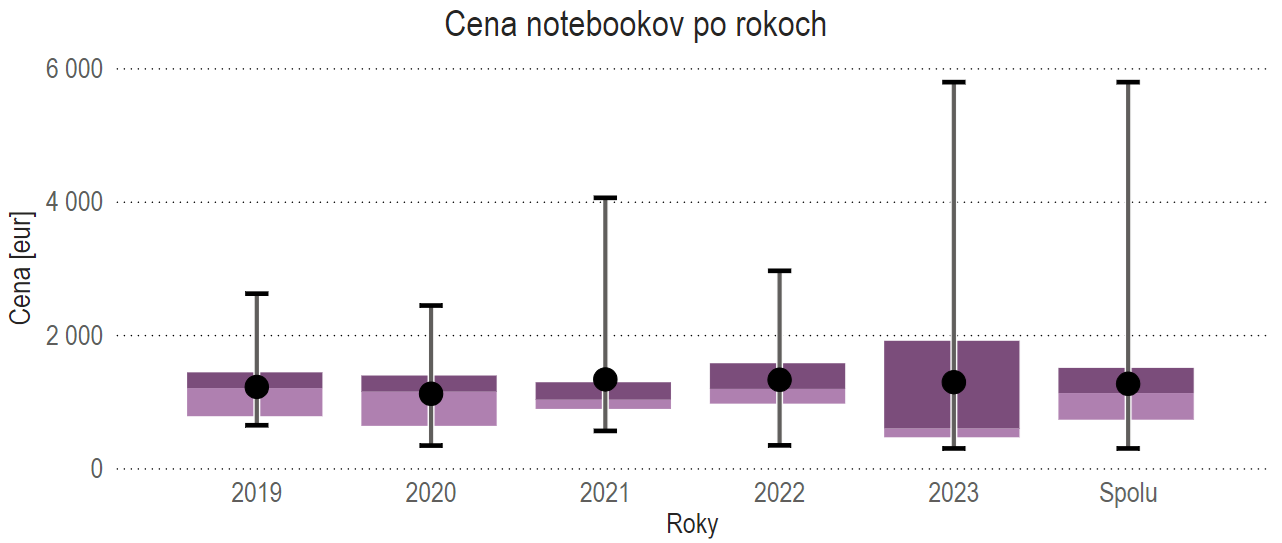 Cena notebookov po rokoch
6 000
4 000
2 000
0
Cena [eur]
2019 2020 2021 2022 2023 Spolu
Roky